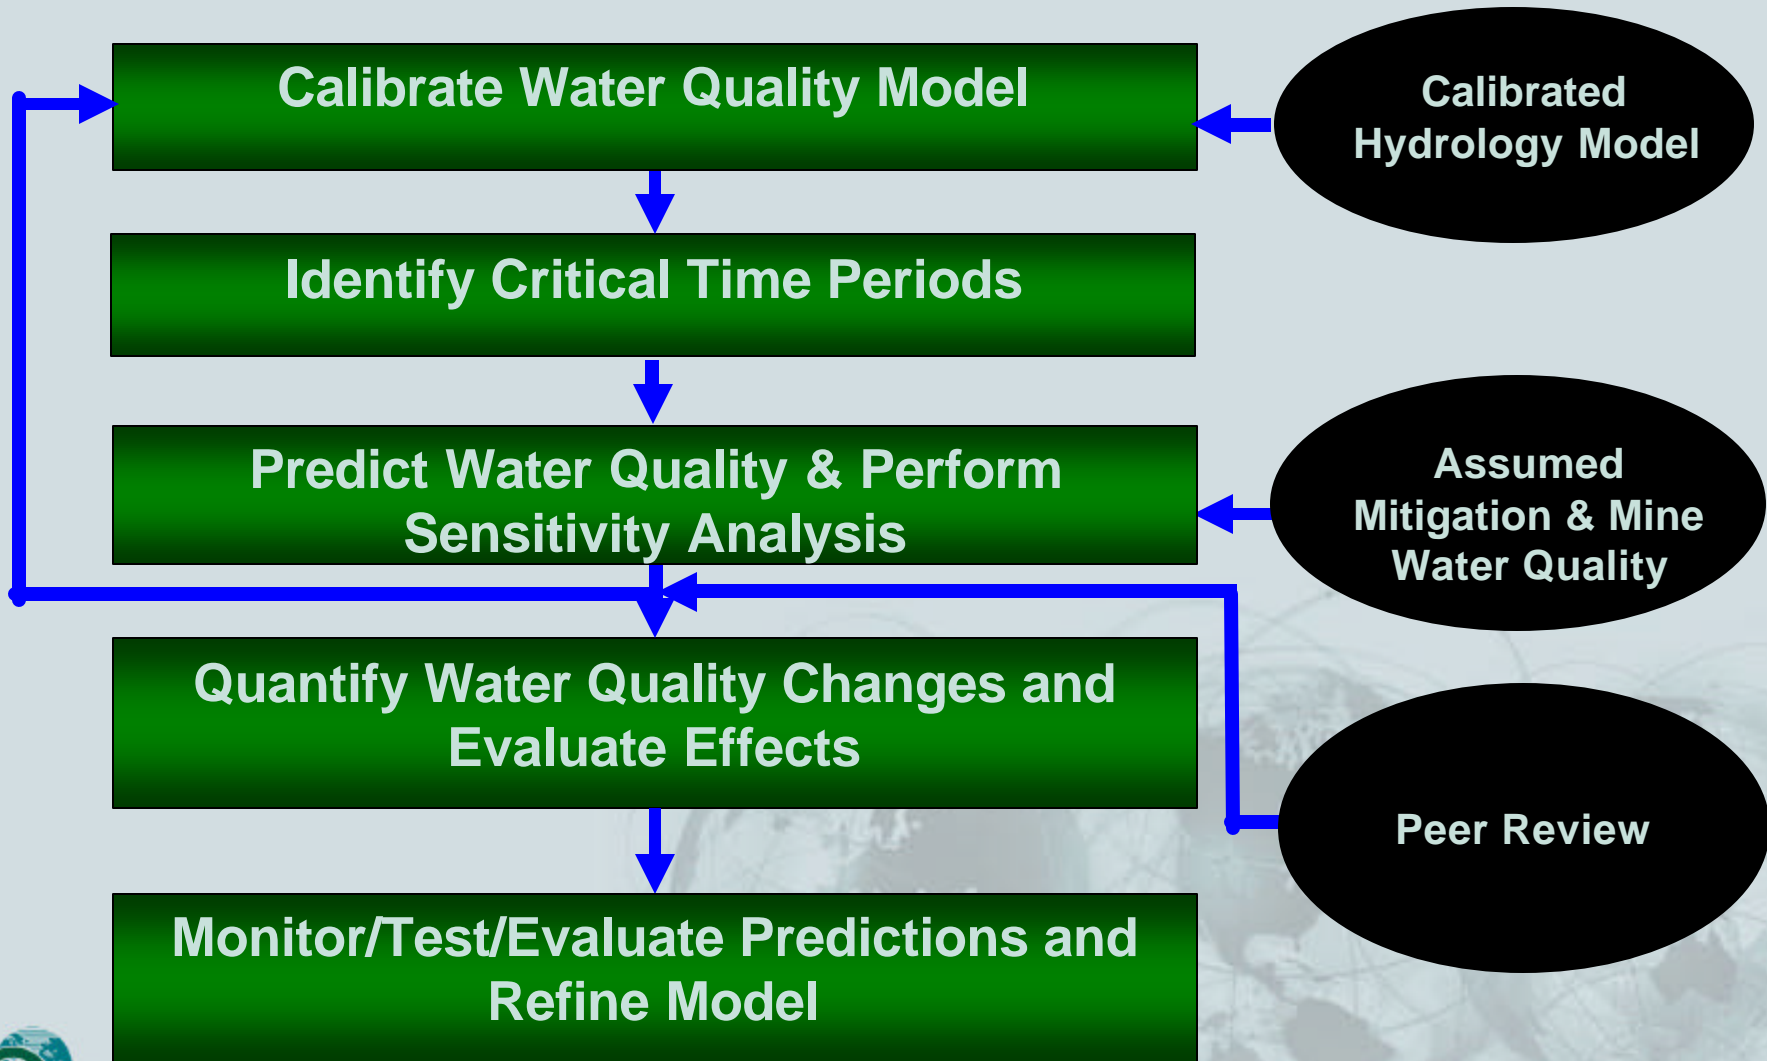 Calibrate Water Quality Model
Calibrated
Hydrology Model
Identify Critical Time Periods
Predict Water Quality & Perform
Sensitivity Analysis
Assumed
Mitigation & Mine
Water Quality
Quantify Water Quality Changes and
Evaluate Effects
Peer Review
Monitor/Test/Evaluate Predictions and
Refine Model